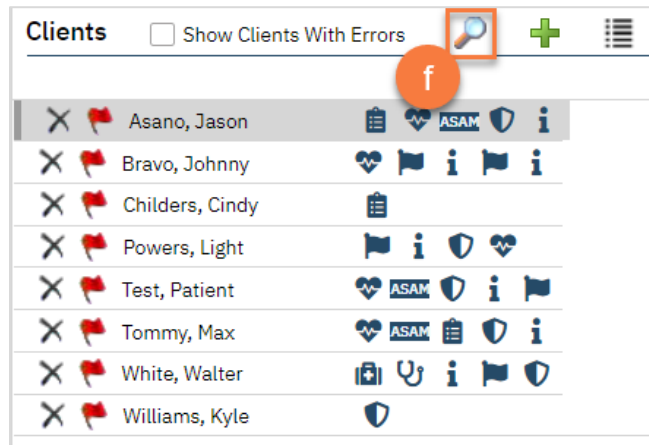 Clients Show Clients With Errors
f
Asano, Jason ASAM
Bravo, Johnny
Childers, Cindy
Powers, Light
Test, Patient ASAM
Tommy, Max ASAM
White, Walter
Williams, Kyle